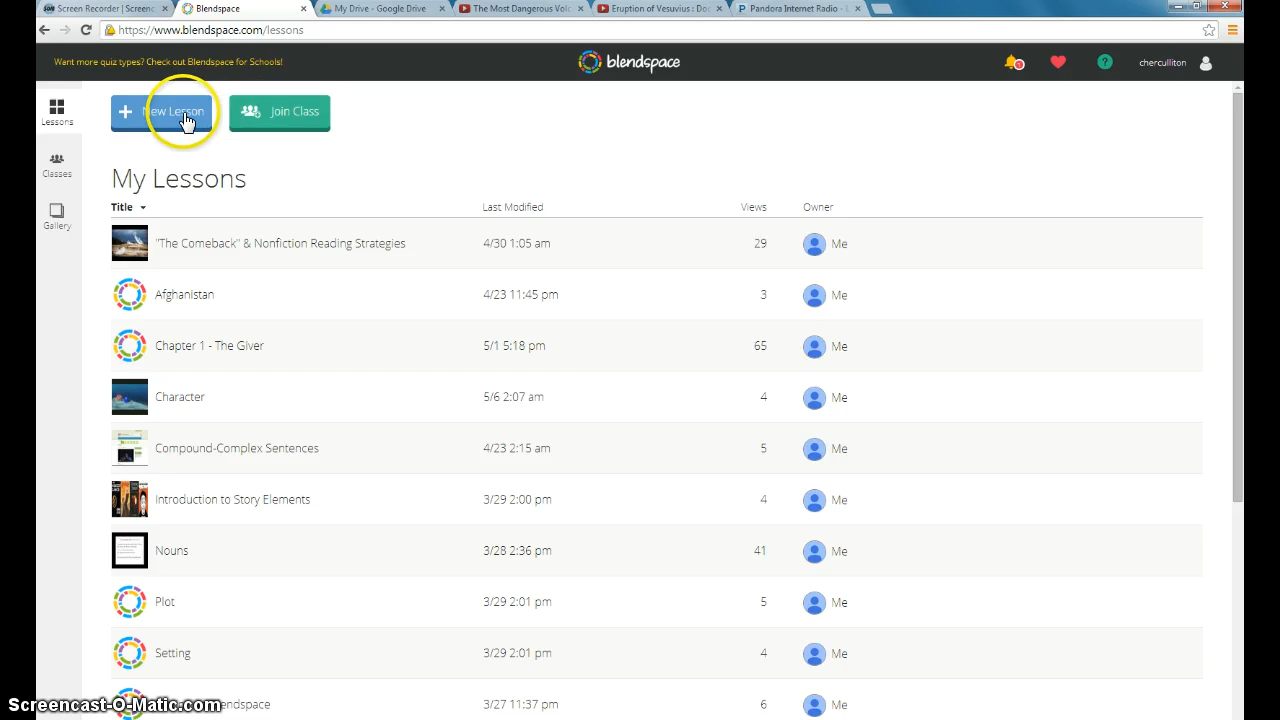 Screen Recorder | Screenc
Blendspace
My Drive - Google Drive
The Most Dangerous Volc
Eruption of Vesuvius : Doc
Pandora Internet Radio - L
https://www.blendspace.com/lessons
Want more quiz types? Check out Blendspace for Schools!
blendspace
cherculliton
Lessons
New Lesson
Join Class
Classes
Gallery
My Lessons
Title Last Modified Views Owner
"The Comeback" & Nonfiction Reading Strategies 4/30 1:05 am 29 Me
Afghanistan 4/23 11:45 pm 3 Me
Chapter 1 - The Giver 5/1 5:18 pm 65 Me
Character 5/6 2:07 am 4 Me
Compound-Complex Sentences 4/23 2:15 am 5 Me
Introduction to Story Elements 3/29 2:00 pm 4 Me
Nouns 3/28 2:36 pm 41 Me
Plot 3/29 2:01 pm 5 Me
Setting 3/29 2:01 pm 4 Me
endspace 3/27 11:37 pm 6 Me
Screencast-O-Matic.com